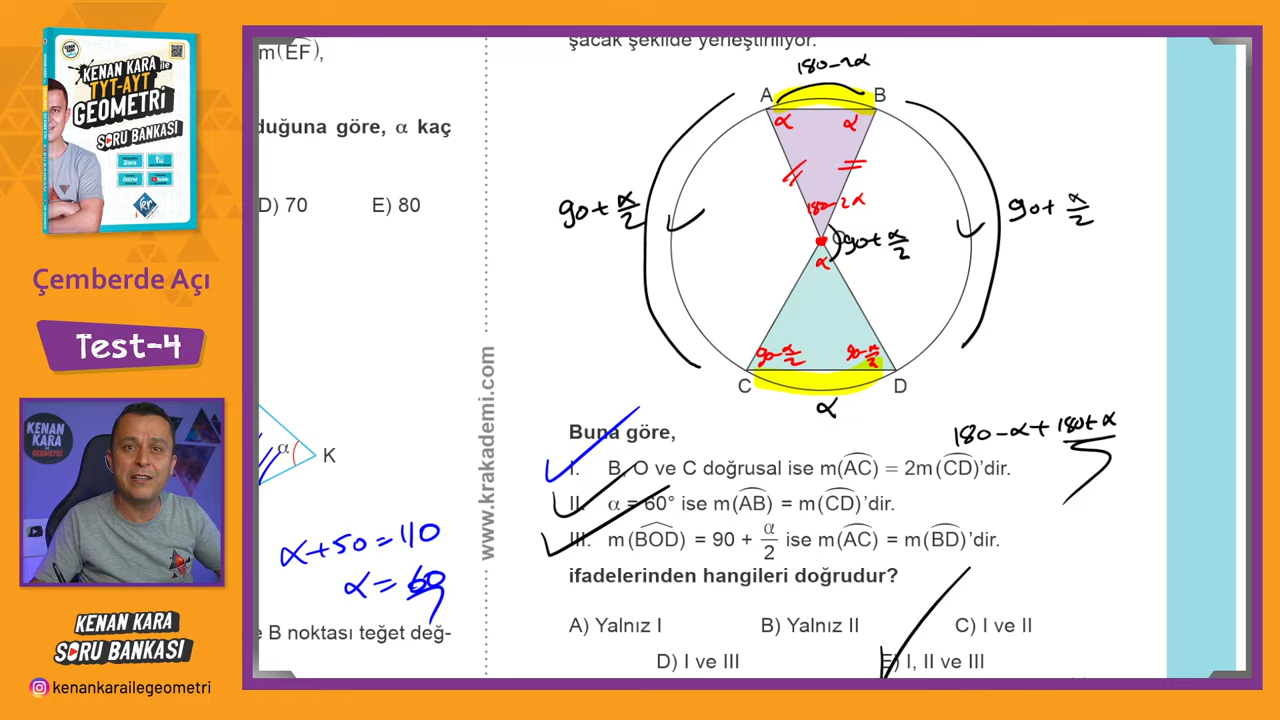 KENAN KARA ile
TYT-AYT
GEOMETRİ
SORU BANKASI
Çemberde Açı
Test-4
KENAN
KARA
KENAN KARA
SORU BANKASI
kenankarailegeometri
m(EF),
duğuna göre, α kaç
D) 70 E) 80
α K
α+50=110
α=60
e B noktası teğet değ-
www.krakademi.com
şacak şekilde yerleştiriliyor.
180-2α
A B
α α
180-2α
90+α/2
90+α/2
90+α/2
α
90-α/2 90-α/2
C D
α
180-α+180+α
Buna göre,
I. B, O ve C doğrusal ise m(AC) = 2m(CD)'dir.
II. α = 60° ise m(AB) = m(CD)'dir.
III. m(BOD) = 90 + α/2 ise m(AC) = m(BD)'dir.
ifadelerinden hangileri doğrudur?
A) Yalnız I B) Yalnız II C) I ve II
D) I ve III E) I, II ve III